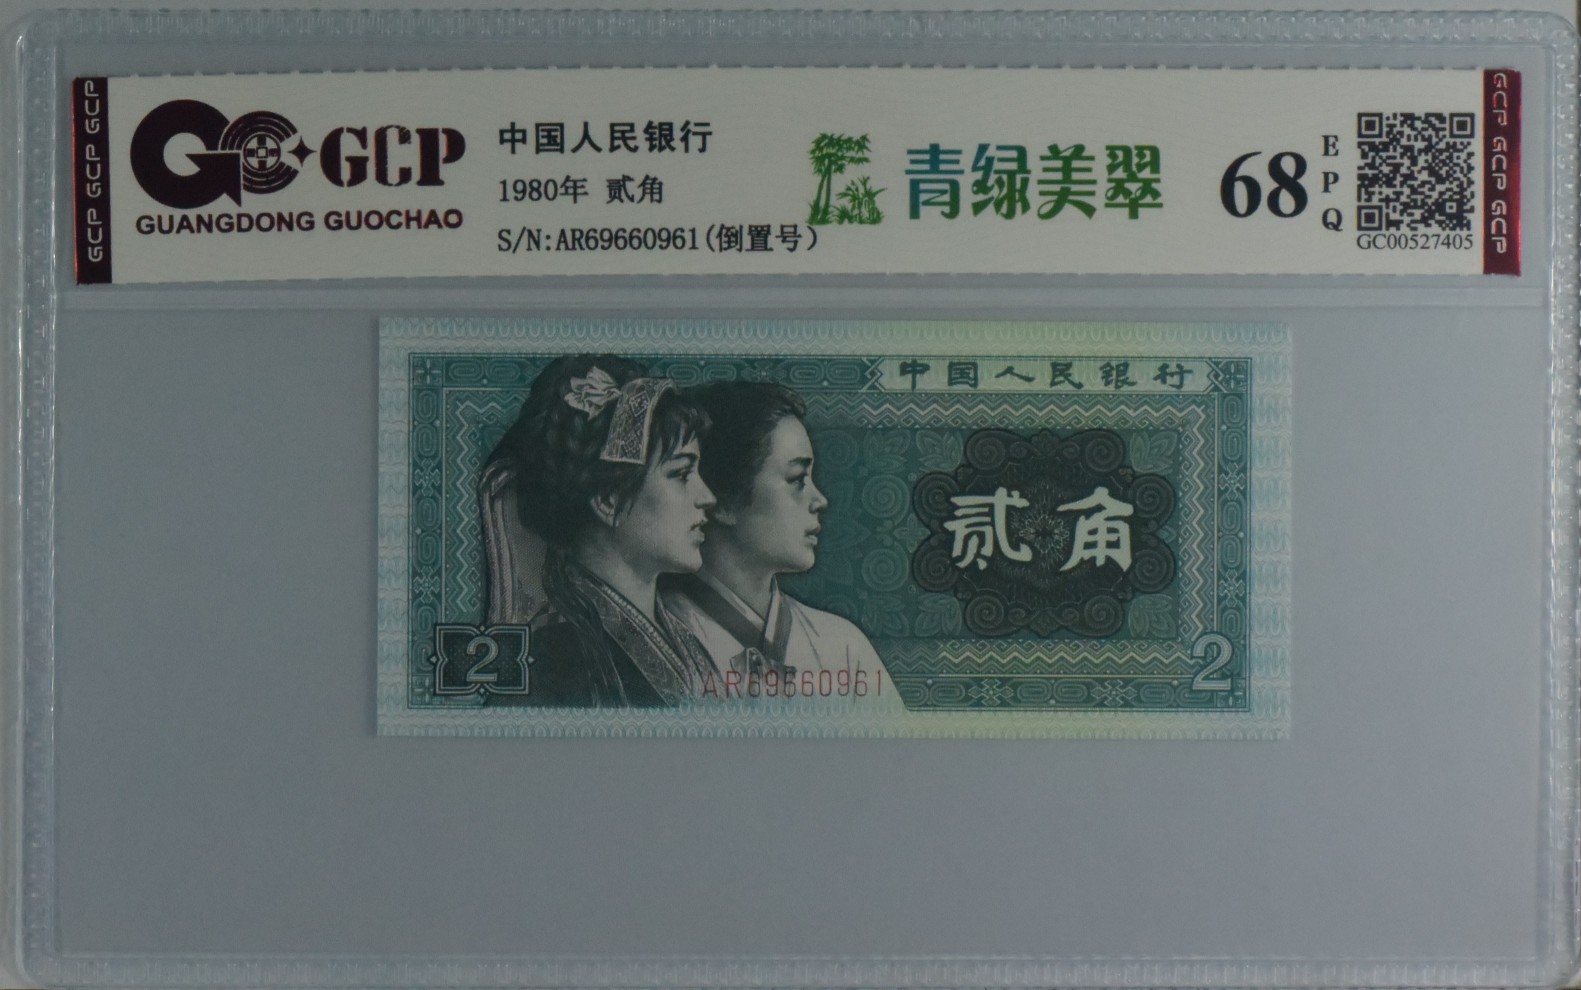 GCP GCP GCP
GC GCP
GUANGDONG GUOCHAO
中国人民银行
1980年 贰角
S/N:AR69660961(倒置号)
青绿美翠
68
EPQ
GC00527405
GCP GCP GCP
中国人民银行
贰角
2
AR69660961
2